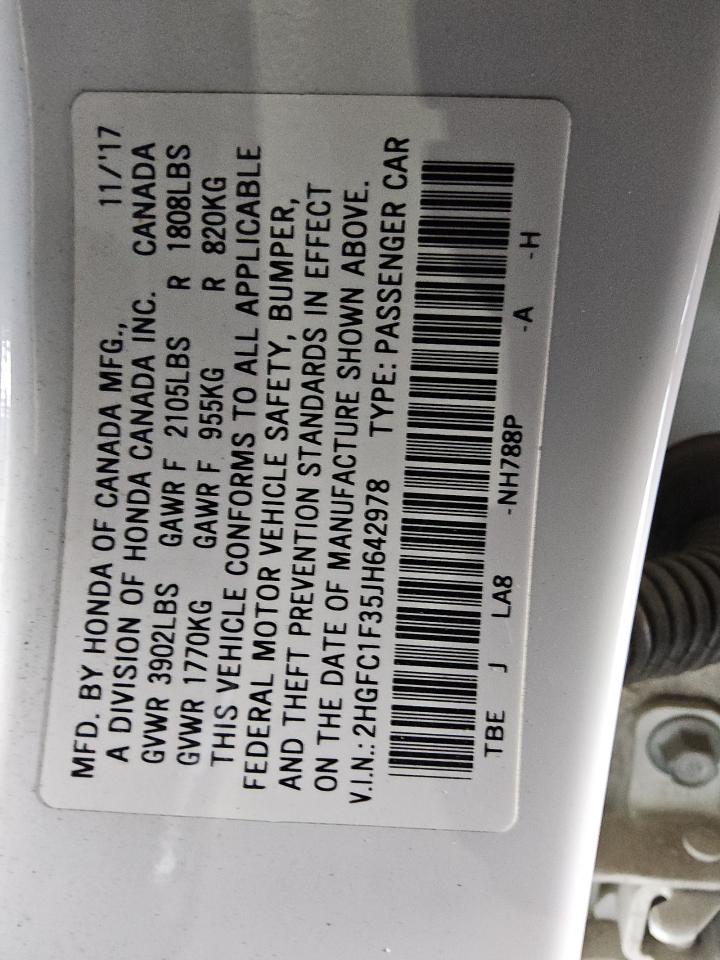 MFD. BY HONDA OF CANADA MFG., 11/'17
A DIVISION OF HONDA CANADA INC. CANADA
GVWR 3902LBS GAWR F 2105LBS R 1808LBS
GVWR 1770KG GAWR F 955KG R 820KG
THIS VEHICLE CONFORMS TO ALL APPLICABLE
FEDERAL MOTOR VEHICLE SAFETY, BUMPER,
AND THEFT PREVENTION STANDARDS IN EFFECT
ON THE DATE OF MANUFACTURE SHOWN ABOVE.
V.I.N.: 2HGFC1F35JH642978 TYPE: PASSENGER CAR
TBE J LA8 -NH788P -A -H